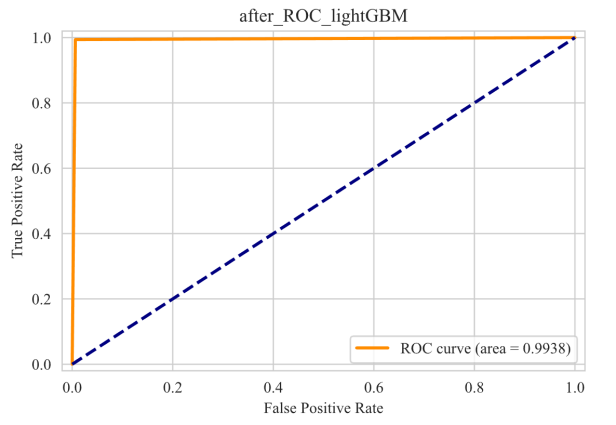 after_ROC_lightGBM
True Positive Rate
1.0
0.8
0.6
0.4
0.2
0.0
ROC curve (area = 0.9938)
0.0 0.2 0.4 0.6 0.8 1.0
False Positive Rate